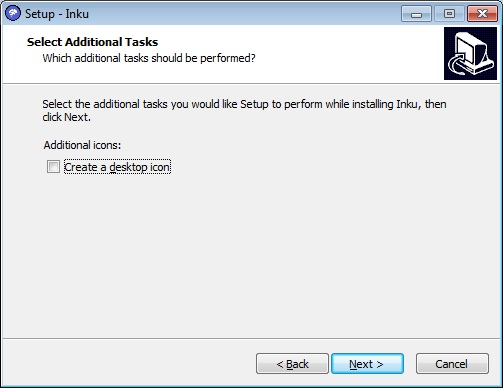 Setup - Inku
Select Additional Tasks
Which additional tasks should be performed?
Select the additional tasks you would like Setup to perform while installing Inku, then
click Next.
Additional icons:
Create a desktop icon
< Back
Next >
Cancel